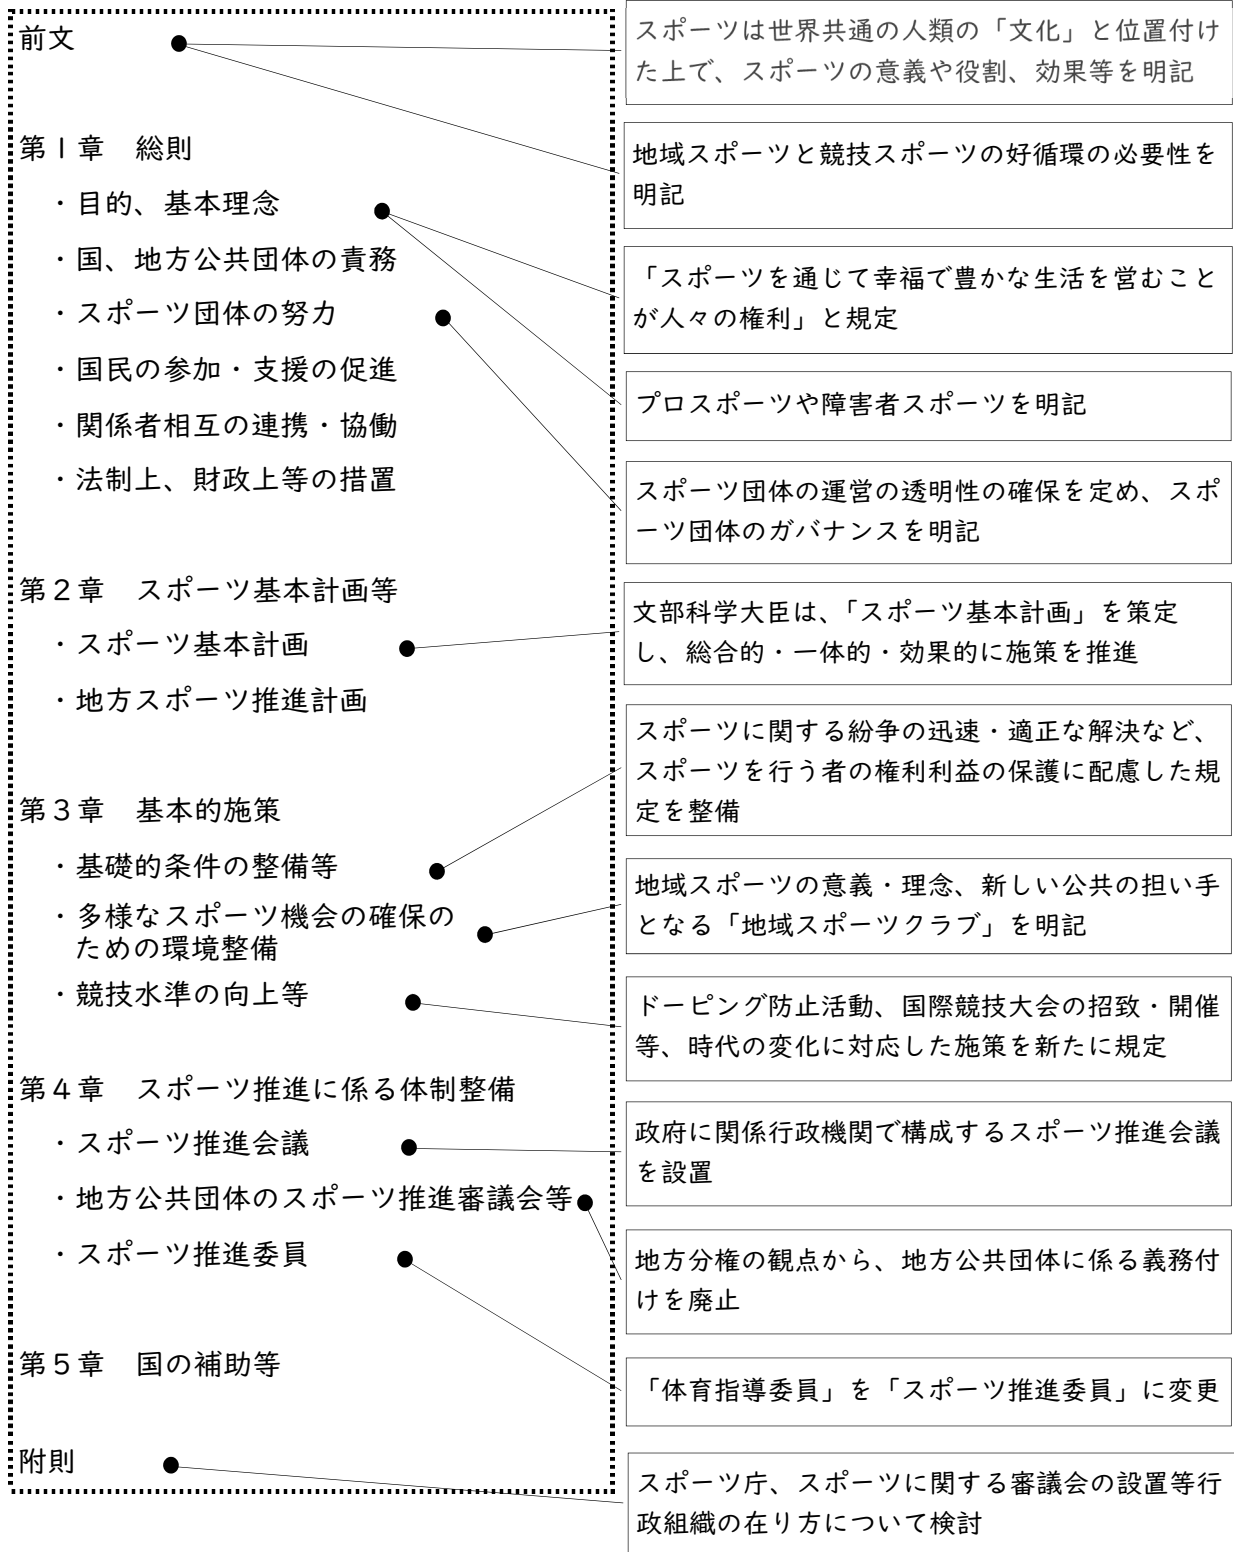 前文
第1章　総則
・目的、基本理念
・国、地方公共団体の責務
・スポーツ団体の努力
・国民の参加・支援の促進
・関係者相互の連携・協働
・法制上、財政上等の措置
第2章　スポーツ基本計画等
・スポーツ基本計画
・地方スポーツ推進計画
第3章　基本的施策
・基礎的条件の整備等
・多様なスポーツ機会の確保の
ための環境整備
・競技水準の向上等
第4章　スポーツ推進に係る体制整備
・スポーツ推進会議
・地方公共団体のスポーツ推進審議会等
・スポーツ推進委員
第5章　国の補助等
附則
スポーツは世界共通の人類の「文化」と位置付け
た上で、スポーツの意義や役割、効果等を明記
地域スポーツと競技スポーツの好循環の必要性を
明記
「スポーツを通じて幸福で豊かな生活を営むこと
が人々の権利」と規定
プロスポーツや障害者スポーツを明記
スポーツ団体の運営の透明性の確保を定め、スポ
ーツ団体のガバナンスを明記
文部科学大臣は、「スポーツ基本計画」を策定
し、総合的・一体的・効果的に施策を推進
スポーツに関する紛争の迅速・適正な解決など、
スポーツを行う者の権利利益の保護に配慮した規
定を整備
地域スポーツの意義・理念、新しい公共の担い手
となる「地域スポーツクラブ」を明記
ドーピング防止活動、国際競技大会の招致・開催
等、時代の変化に対応した施策を新たに規定
政府に関係行政機関で構成するスポーツ推進会議
を設置
地方分権の観点から、地方公共団体に係る義務付
けを廃止
「体育指導委員」を「スポーツ推進委員」に変更
スポーツ庁、スポーツに関する審議会の設置等行
政組織の在り方について検討